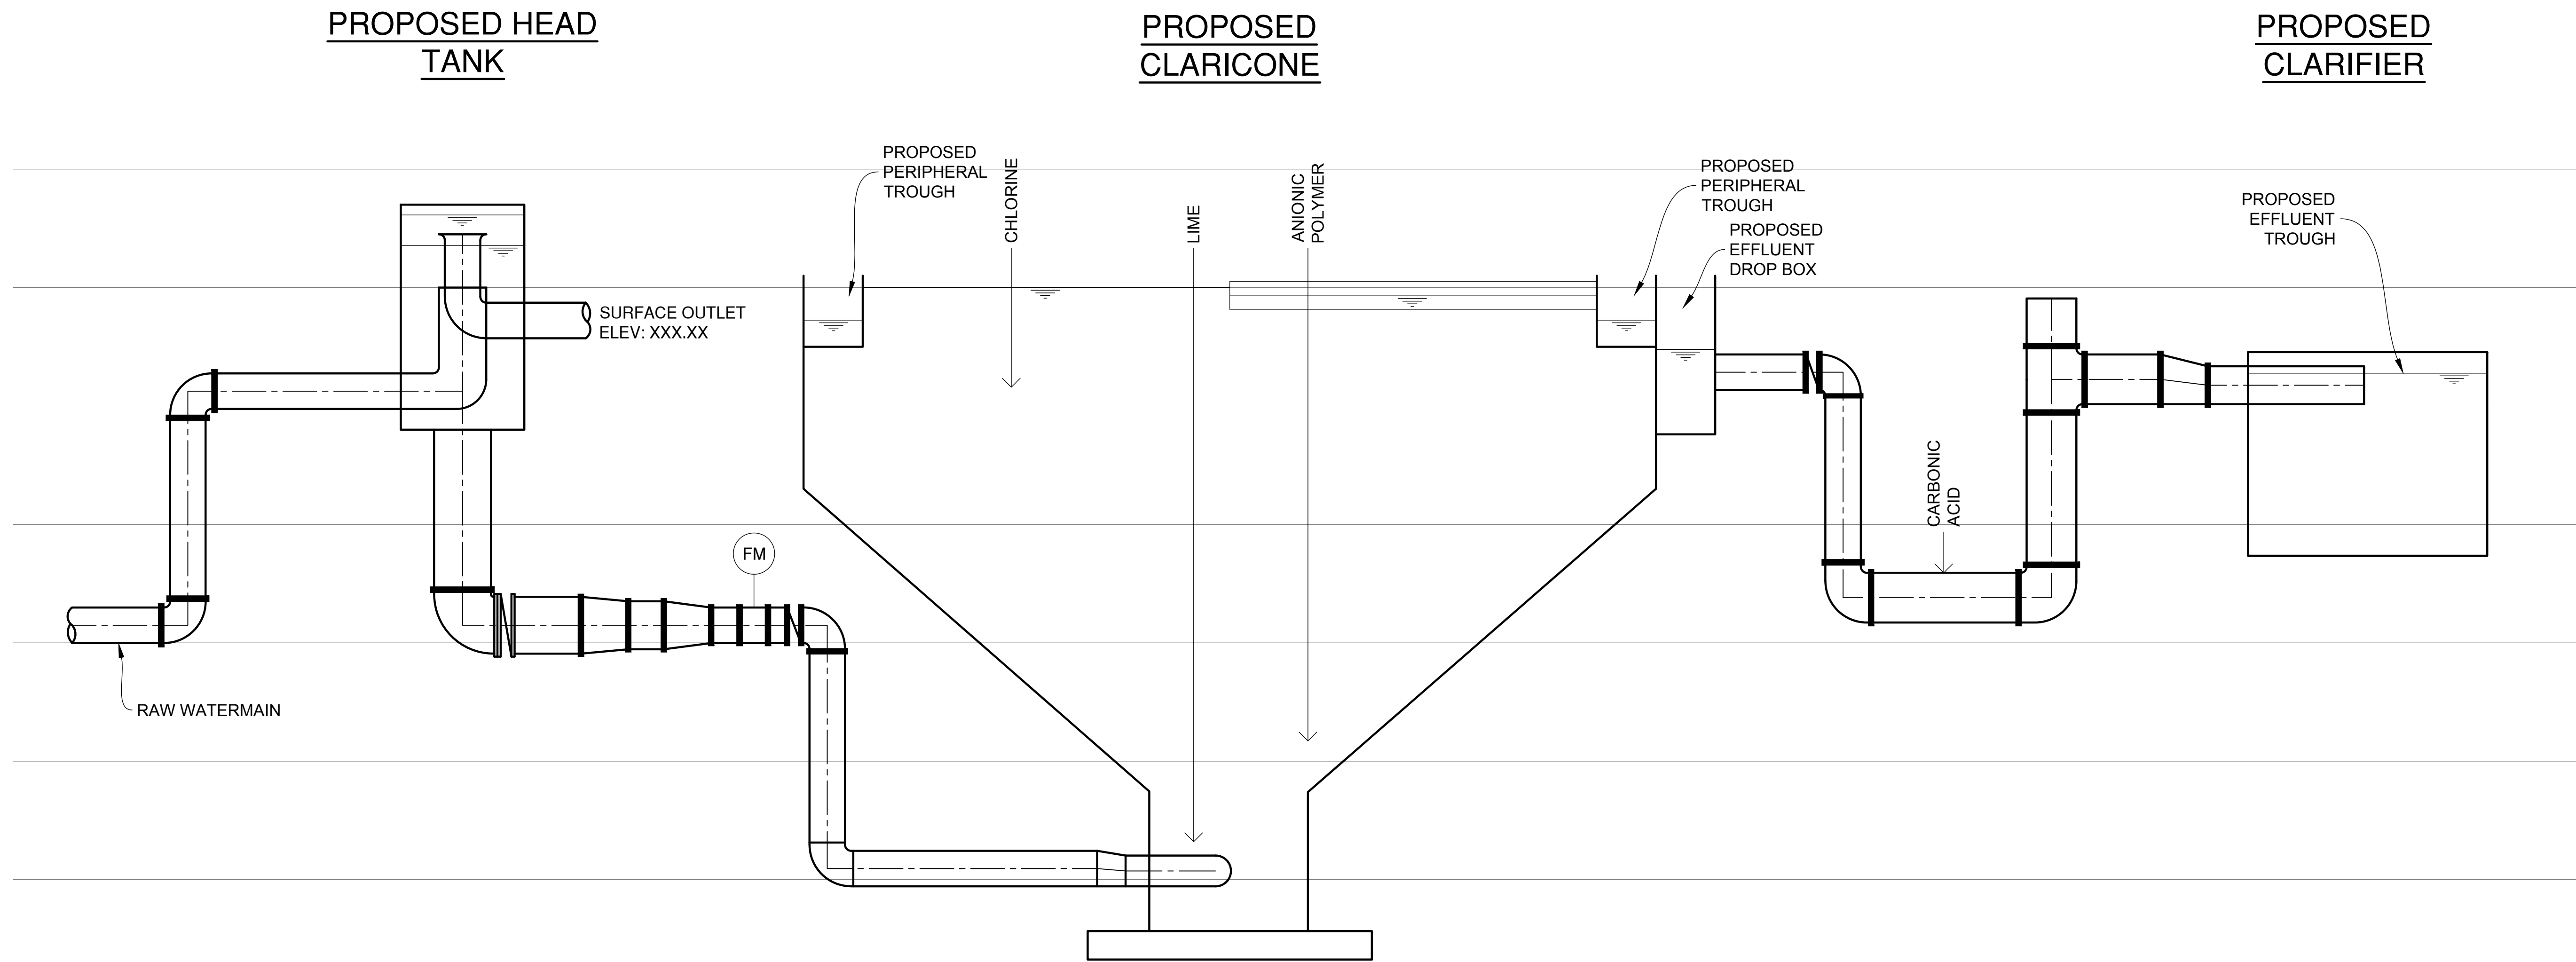 PROPOSED HEAD
TANK
PROPOSED
CLARICONE
PROPOSED
CLARIFIER
PROPOSED
PERIPHERAL
TROUGH
CHLORINE
LIME
ANIONIC
POLYMER
PROPOSED
PERIPHERAL
TROUGH
PROPOSED
EFFLUENT
DROP BOX
PROPOSED
EFFLUENT
TROUGH
SURFACE OUTLET
ELEV: XXX.XX
CARBONIC
ACID
FM
RAW WATERMAIN